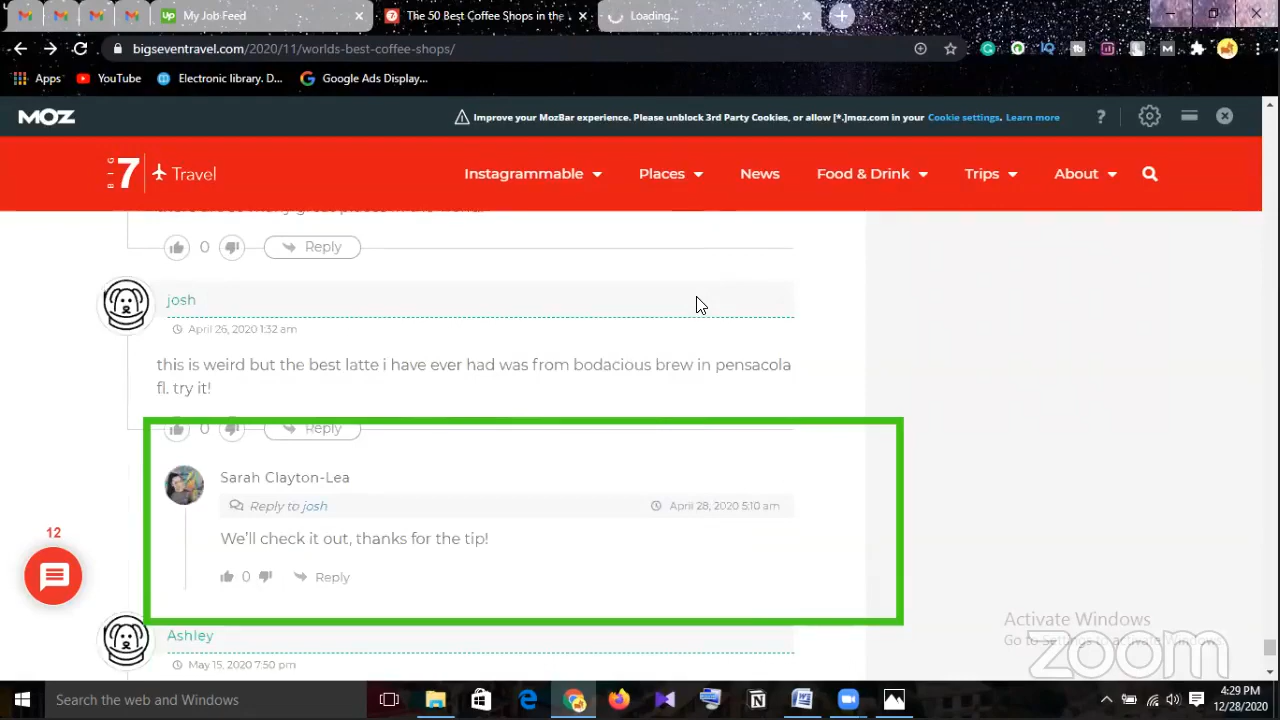 My Job Feed
The 50 Best Coffee Shops in the
Loading...
bigseventravel.com/2020/11/worlds-best-coffee-shops/
Apps
YouTube
Electronic library. D...
Google Ads Display...
MOZ
Improve your MozBar experience. Please unblock 3rd Party Cookies, or allow [*.]moz.com in your Cookie settings. Learn more
BIG 7 Travel
Instagrammable
Places
News
Food & Drink
Trips
About
0
Reply
josh
April 26, 2020 1:32 am
this is weird but the best latte i have ever had was from bodacious brew in pensacola
fl. try it!
0
Reply
Sarah Clayton-Lea
Reply to josh
April 28, 2020 5:10 am
We'll check it out, thanks for the tip!
0
Reply
12
Ashley
May 15, 2020 7:50 pm
Activate Windows
zoom
Search the web and Windows
4:29 PM
12/28/2020